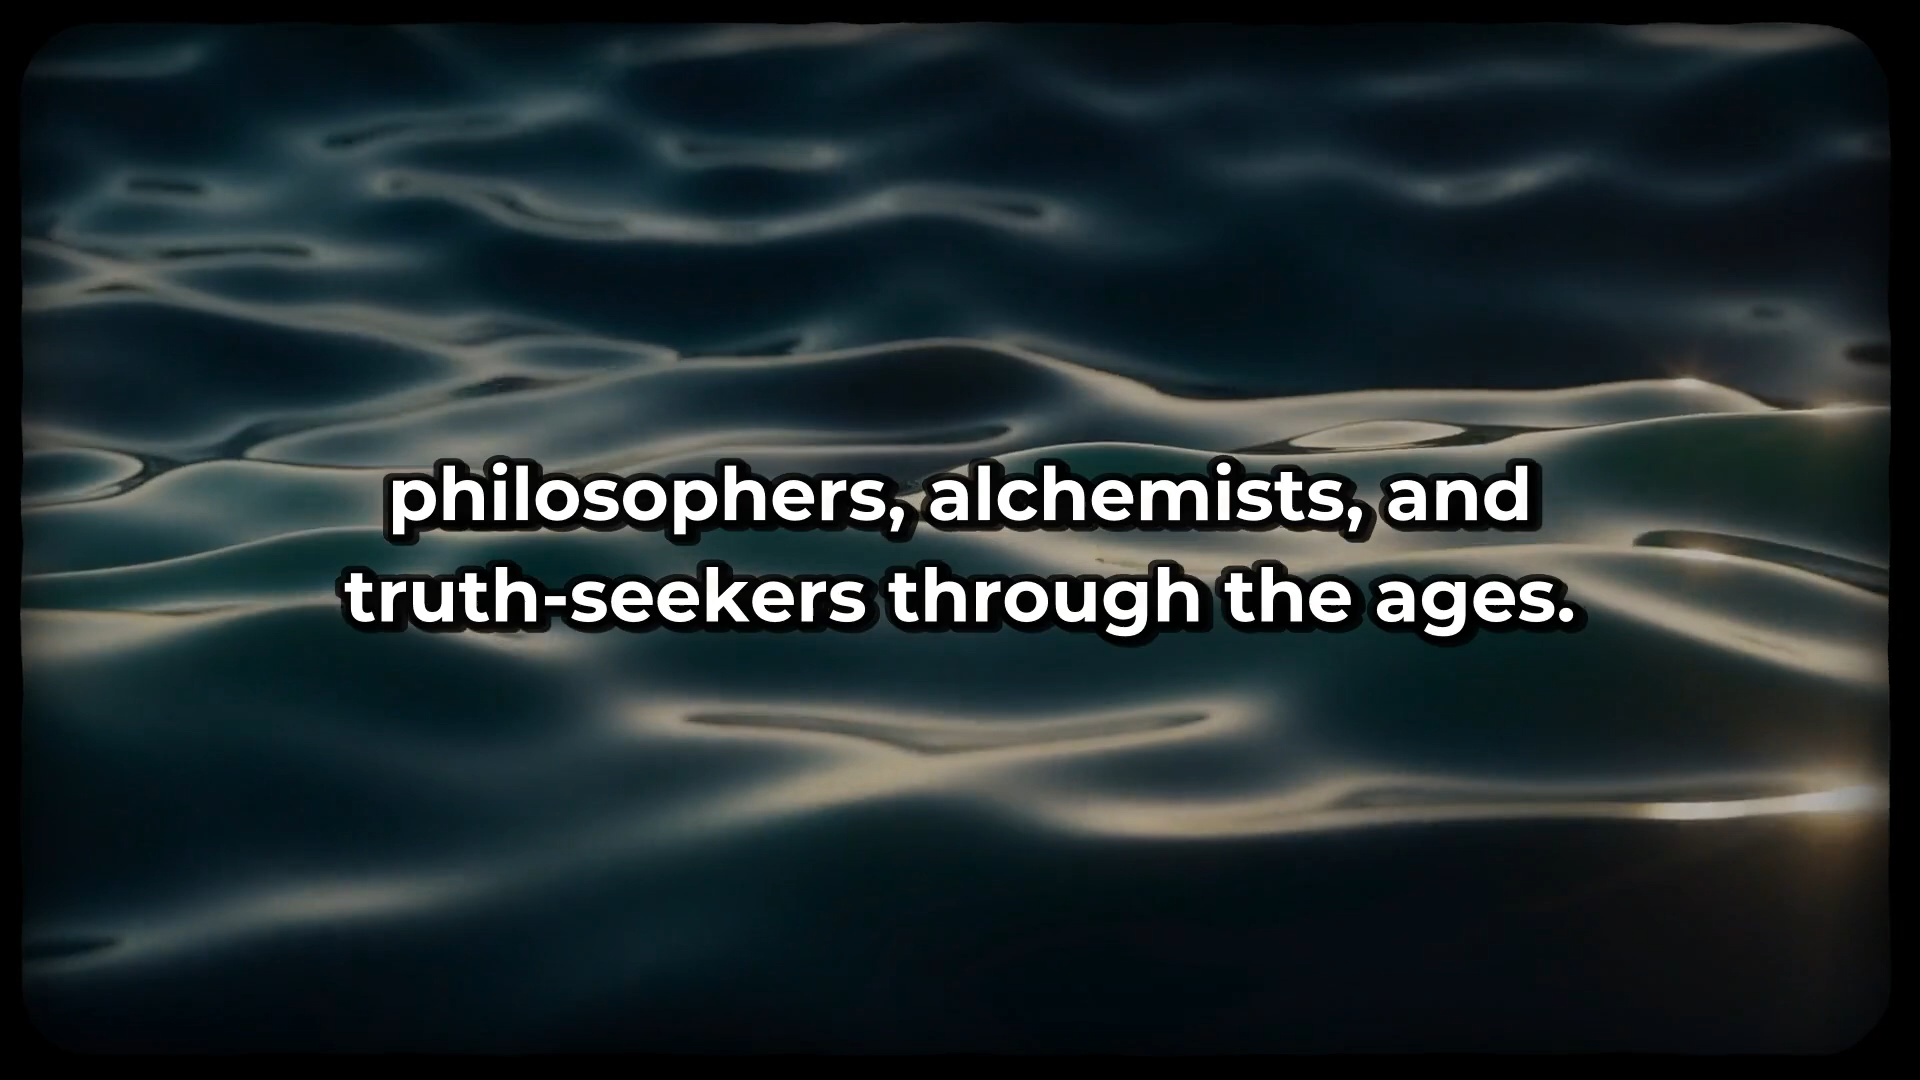 philosophers, alchemists, and
truth-seekers through the ages.